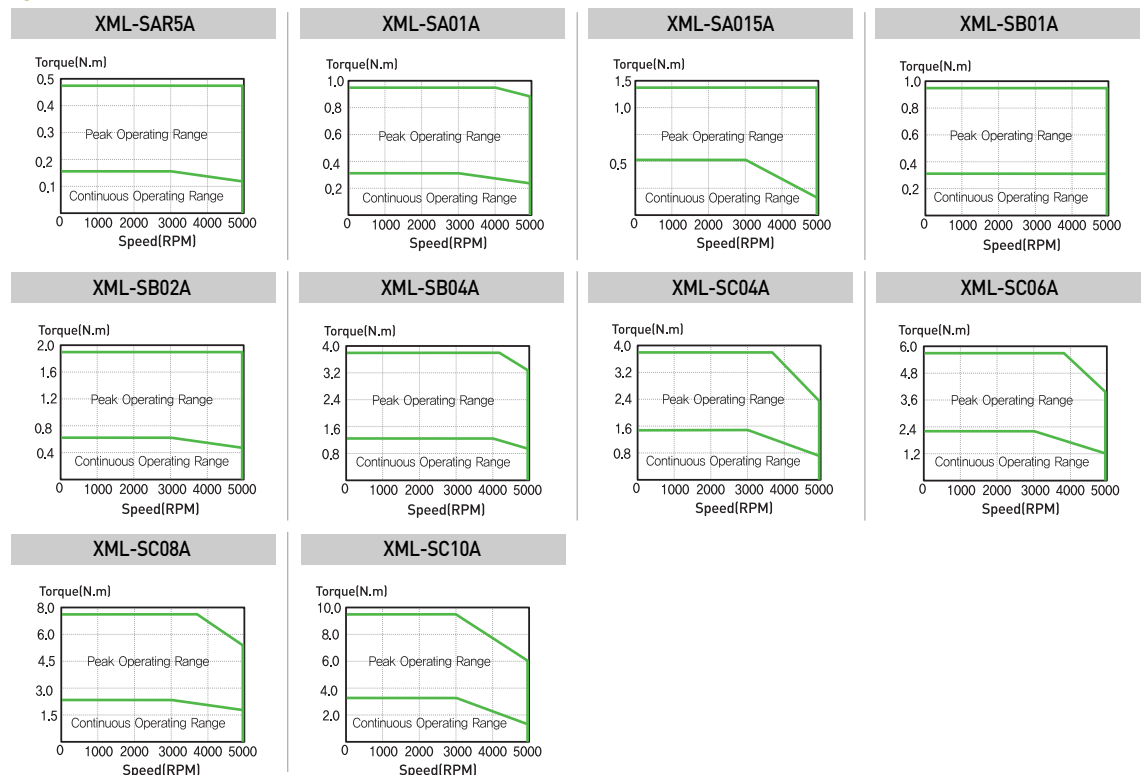 XML-SAR5A
Torque(N.m)
0.5
0.4
0.3
0.2
0.1
Peak Operating Range
Continuous Operating Range
0 1000 2000 3000 4000 5000
Speed(RPM)
XML-SA01A
Torque(N.m)
1.0
0.8
0.6
0.4
0.2
Peak Operating Range
Continuous Operating Range
0 1000 2000 3000 4000 5000
Speed(RPM)
XML-SA015A
Torque(N.m)
1.5
1.0
0.5
Peak Operating Range
Continuous Operating Range
0 1000 2000 3000 4000 5000
Speed(RPM)
XML-SB01A
Torque(N.m)
1.0
0.8
0.6
0.4
0.2
Peak Operating Range
Continuous Operating Range
0 1000 2000 3000 4000 5000
Speed(RPM)
XML-SB02A
Torque(N.m)
2.0
1.6
1.2
0.8
0.4
Peak Operating Range
Continuous Operating Range
0 1000 2000 3000 4000 5000
Speed(RPM)
XML-SB04A
Torque(N.m)
4.0
3.2
2.4
1.6
0.8
Peak Operating Range
Continuous Operating Range
0 1000 2000 3000 4000 5000
Speed(RPM)
XML-SC04A
Torque(N.m)
4.0
3.2
2.4
1.6
0.8
Peak Operating Range
Continuous Operating Range
0 1000 2000 3000 4000 5000
Speed(RPM)
XML-SC06A
Torque(N.m)
6.0
4.8
3.6
2.4
1.2
Peak Operating Range
Continuous Operating Range
0 1000 2000 3000 4000 5000
Speed(RPM)
XML-SC08A
Torque(N.m)
8.0
6.0
4.5
3.0
1.5
Peak Operating Range
Continuous Operating Range
0 1000 2000 3000 4000 5000
Speed(RPM)
XML-SC10A
Torque(N.m)
10.0
8.0
6.0
4.0
2.0
Peak Operating Range
Continuous Operating Range
0 1000 2000 3000 4000 5000
Speed(RPM)